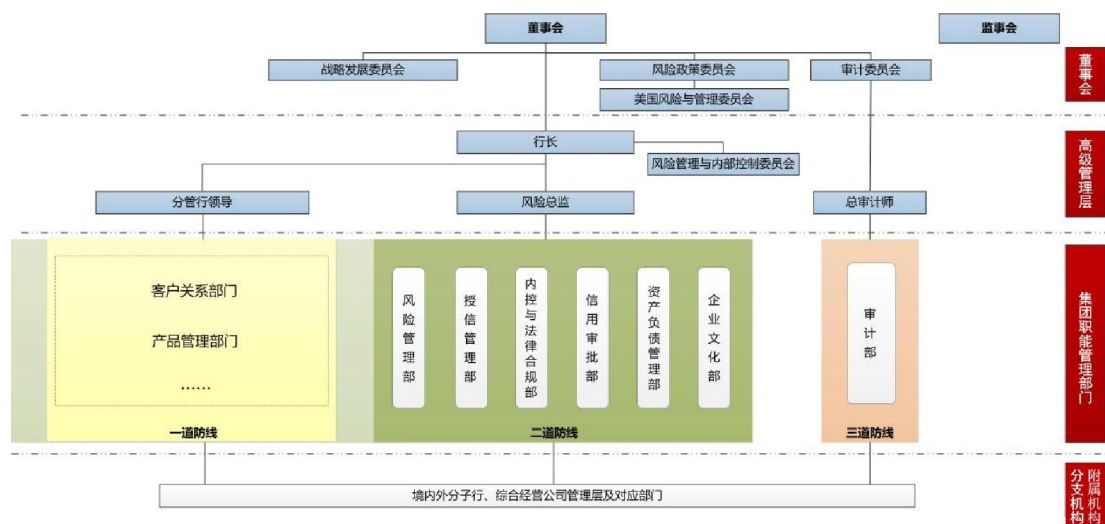 董事会
监事会
战略发展委员会
风险政策委员会
审计委员会
美国风险与管理委员会
董事会
行长
风险管理与内部控制委员会
高级管理层
分管行领导
风险总监
总审计师
客户关系部门
产品管理部门
……
一道防线
风险管理部
授信管理部
内控与法律合规部
信用审批部
资产负债管理部
企业文化部
二道防线
审计部
三道防线
集团职能管理部门
境内外分子行、综合经营公司管理层及对应部门
附属机构
分支机构